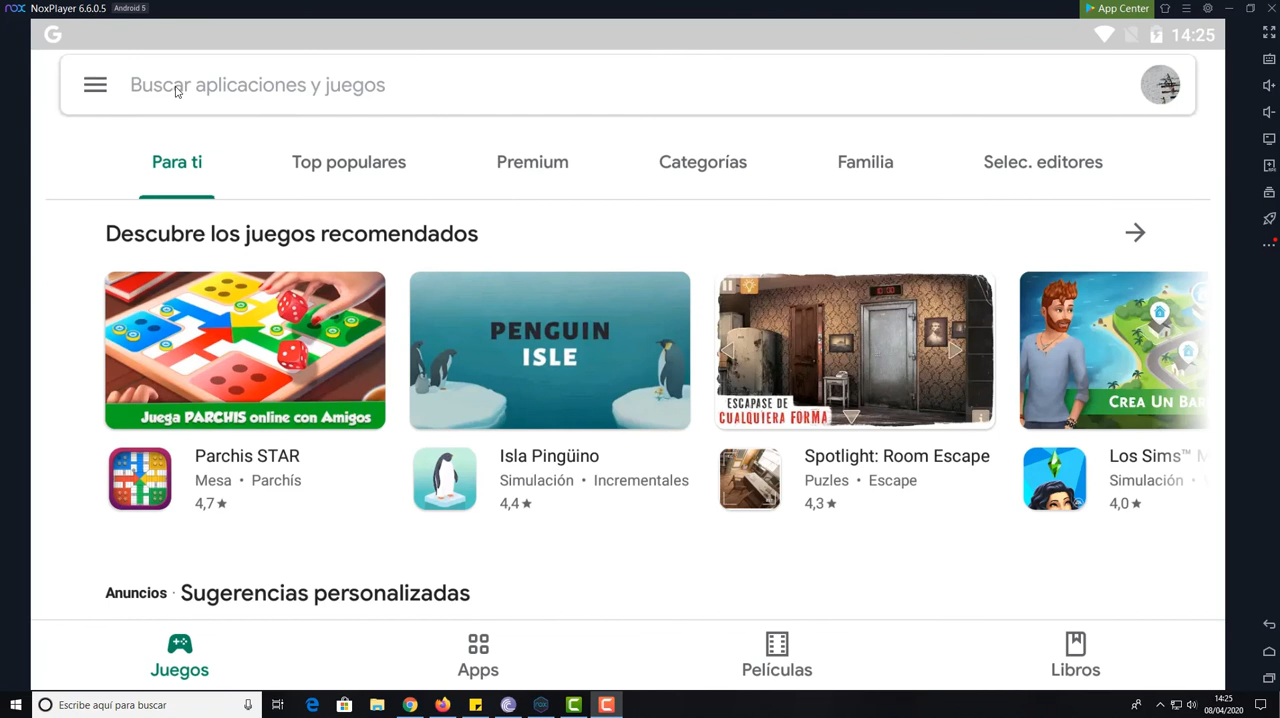 nox NoxPlayer 6.6.0.5 Android 5
App Center
G
14:25
Buscar aplicaciones y juegos
Para ti
Top populares
Premium
Categorías
Familia
Selec. editores
Descubre los juegos recomendados
Juega PARCHIS online con Amigos
PENGUIN
ISLE
10:00
ESCAPASE DE
CUALQUIERA FORMA
CREA UN BAR
Parchis STAR
Mesa • Parchís
4,7★
Isla Pingüino
Simulación • Incrementales
4,4★
Spotlight: Room Escape
Puzles • Escape
4,3★
Los Sims™ M
Simulación •
4,0★
Anuncios · Sugerencias personalizadas
Juegos
Apps
Películas
Libros
Escribe aquí para buscar
14:25
08/04/2020